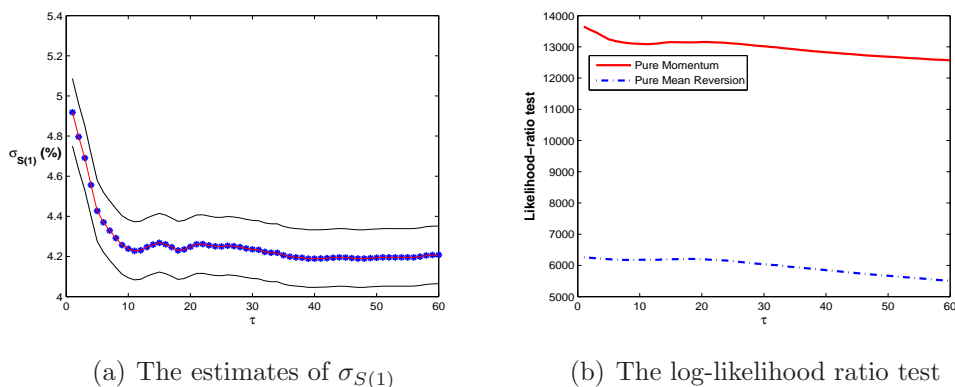 5.4
5.2
5
4.8
σS(1) (%)
4.6
4.4
4.2
4
0 10 20 30 40 50 60
τ
14000
13000
12000
11000
10000
9000
8000
7000
6000
5000
Likelihood−ratio test
Pure Momentum
Pure Mean Reversion
0 10 20 30 40 50 60
τ
(a) The estimates of σS(1)
(b) The log-likelihood ratio test